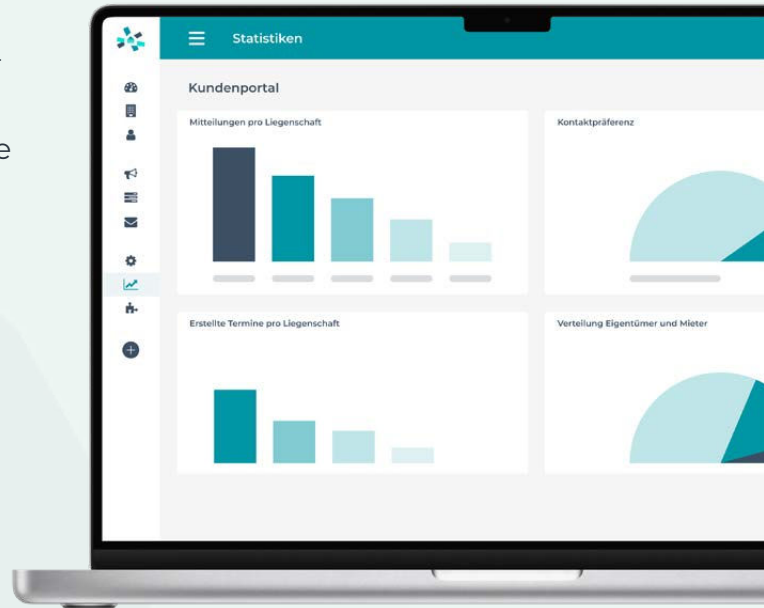 e
Statistiken
Kundenportal
Mitteilungen pro Liegenschaft
Kontaktpräferenz
Erstellte Termine pro Liegenschaft
Verteilung Eigentümer und Mieter